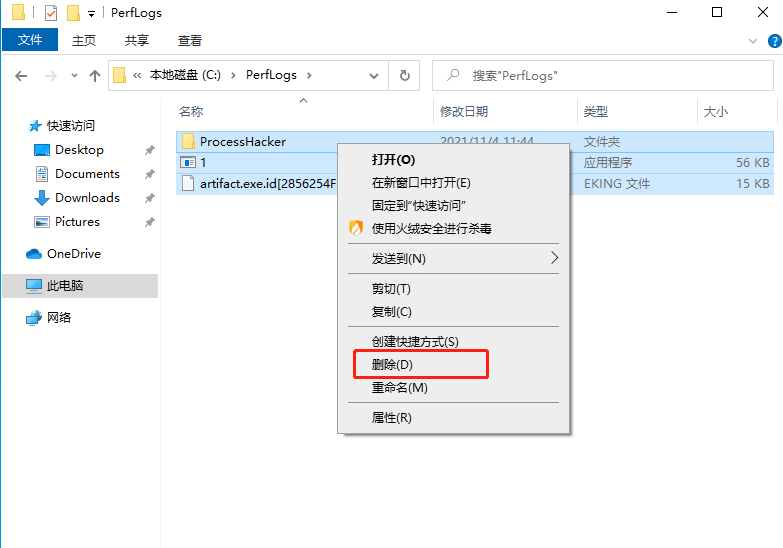 PerfLogs
文件 主页 共享 查看
« 本地磁盘 (C:) PerfLogs 搜索"PerfLogs"
名称 修改日期 类型 大小
快速访问
Desktop
Documents
Downloads
Pictures
OneDrive
此电脑
网络
ProcessHacker 2021/11/4 11:44 文件夹
1 应用程序 56 KB
artifact.exe.id[2856254F EKING 文件 15 KB
打开(O)
在新窗口中打开(E)
固定到"快速访问"
使用火绒安全进行杀毒
发送到(N)
剪切(T)
复制(C)
创建快捷方式(S)
删除(D)
重命名(M)
属性(R)